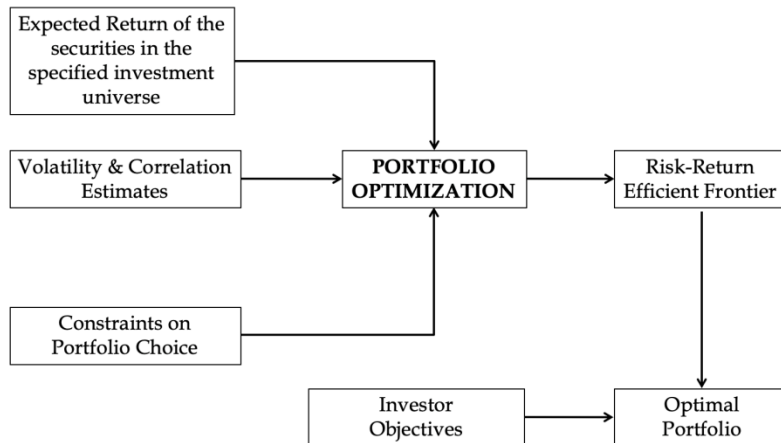 Expected Return of the
securities in the
specified investment
universe
Volatility & Correlation
Estimates
PORTFOLIO
OPTIMIZATION
Risk-Return
Efficient Frontier
Constraints on
Portfolio Choice
Investor
Objectives
Optimal
Portfolio